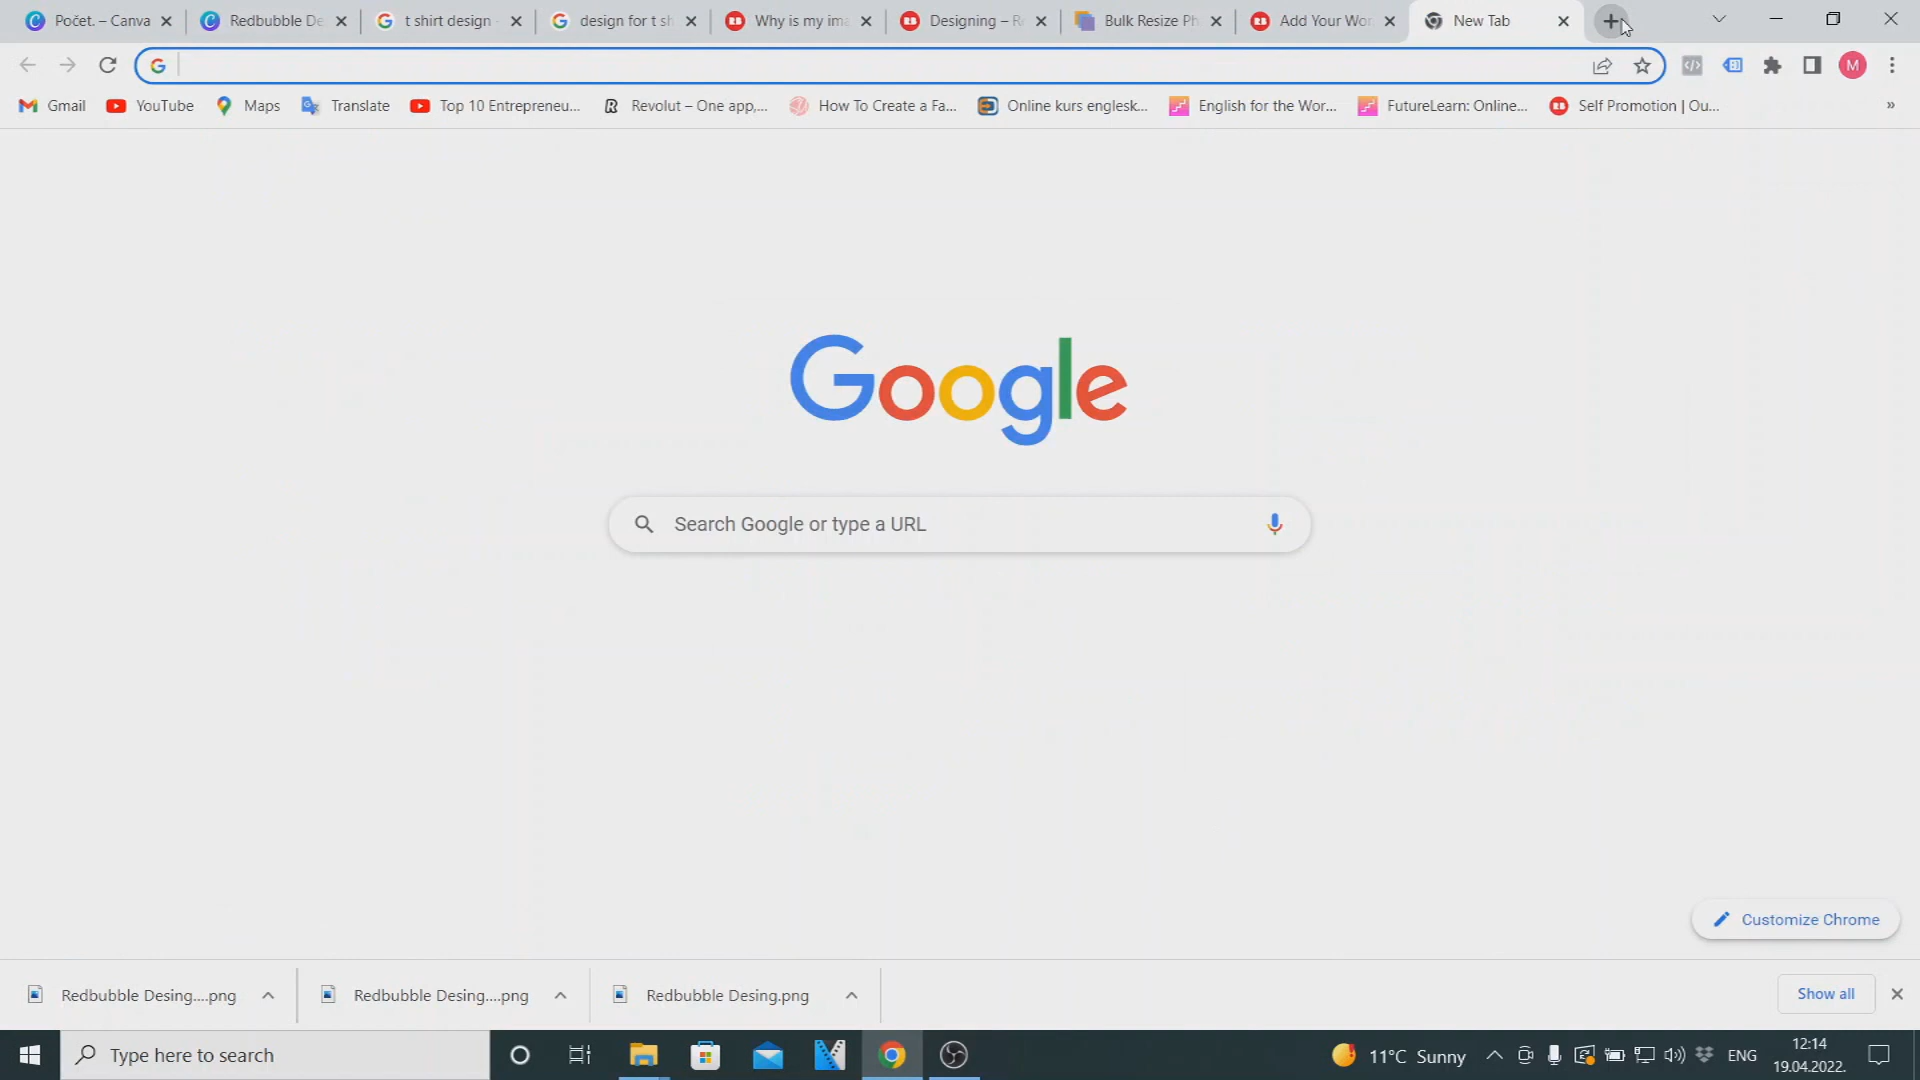 Počet. – Canva
Redbubble De
t shirt design -
design for t sh
Why is my ima
Designing – Re
Bulk Resize Ph
Add Your Wor
New Tab
Gmail
YouTube
Maps
Translate
Top 10 Entrepreneu...
Revolut – One app,...
How To Create a Fa...
Online kurs englesk...
English for the Wor...
FutureLearn: Online...
Self Promotion | Ou...
»
M
Google
Search Google or type a URL
Customize Chrome
Redbubble Desing....png
Redbubble Desing....png
Redbubble Desing.png
Show all
Type here to search
11°C Sunny
ENG
12:14
19.04.2022.